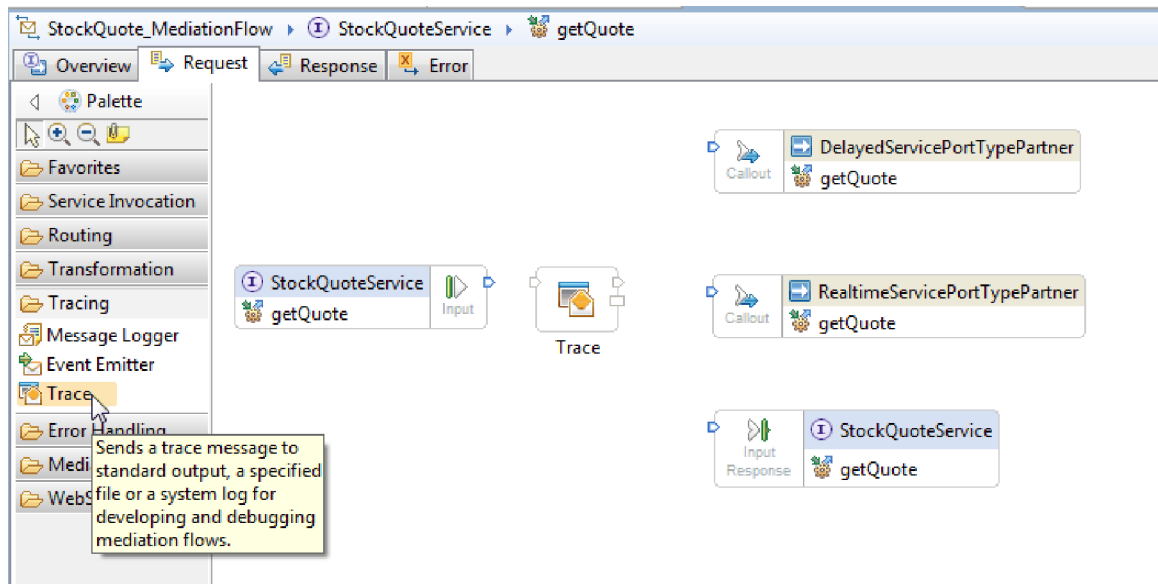 StockQuote_MediationFlow StockQuoteService getQuote
Overview Request Response Error
Palette
Favorites
Service Invocation
Routing
Transformation
Tracing
Message Logger
Event Emitter
Trace
Error Handling
Medi
WebS
Sends a trace message to
standard output, a specified
file or a system log for
developing and debugging
mediation flows.
StockQuoteService
getQuote
Input
Trace
Callout
DelayedServicePortTypePartner
getQuote
Callout
RealtimeServicePortTypePartner
getQuote
Input
Response
StockQuoteService
getQuote